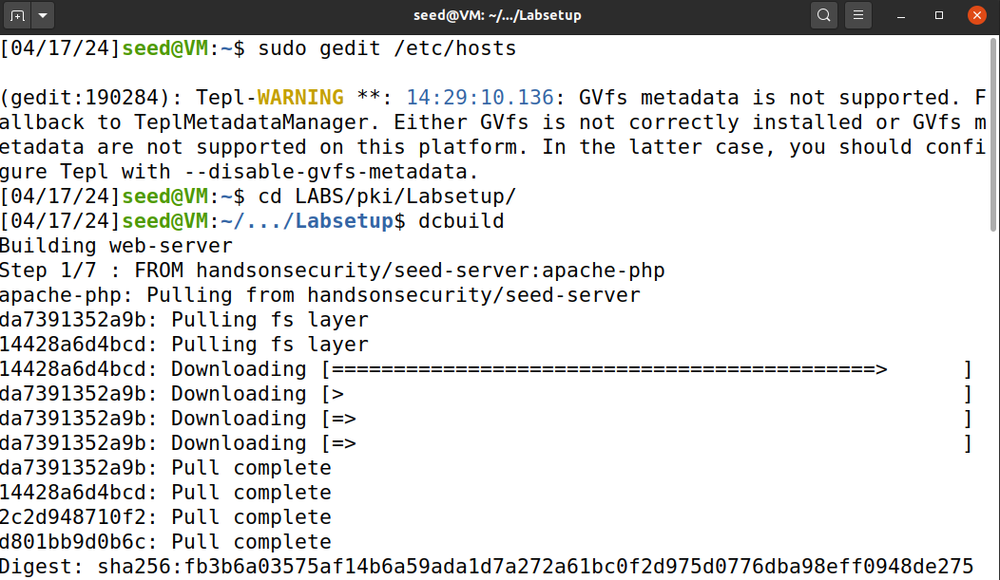 seed@VM: ~/.../Labsetup
[04/17/24]seed@VM:~$ sudo gedit /etc/hosts
(gedit:190284): Tepl-WARNING **: 14:29:10.136: GVfs metadata is not supported. F
allback to TeplMetadataManager. Either GVfs is not correctly installed or GVfs m
etadata are not supported on this platform. In the latter case, you should confi
gure Tepl with --disable-gvfs-metadata.
[04/17/24]seed@VM:~$ cd LABS/pki/Labsetup/
[04/17/24]seed@VM:~/.../Labsetup$ dcbuild
Building web-server
Step 1/7 : FROM handsonsecurity/seed-server:apache-php
apache-php: Pulling from handsonsecurity/seed-server
da7391352a9b: Pulling fs layer
14428a6d4bcd: Pulling fs layer
14428a6d4bcd: Downloading [============================================>      ]
da7391352a9b: Downloading [>                                                  ]
da7391352a9b: Downloading [=>                                                 ]
da7391352a9b: Downloading [=>                                                 ]
da7391352a9b: Pull complete
14428a6d4bcd: Pull complete
2c2d948710f2: Pull complete
d801bb9d0b6c: Pull complete
Digest: sha256:fb3b6a03575af14b6a59ada1d7a272a61bc0f2d975d0776dba98eff0948de275